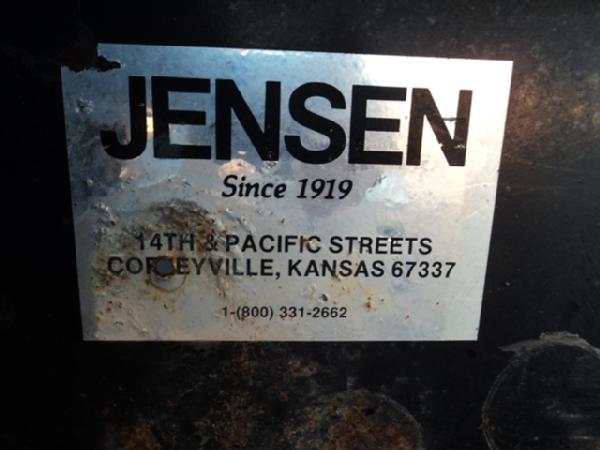 JENSEN
Since 1919
14TH & PACIFIC STREETS
COFFEYVILLE, KANSAS 67337
1-(800) 331-2662